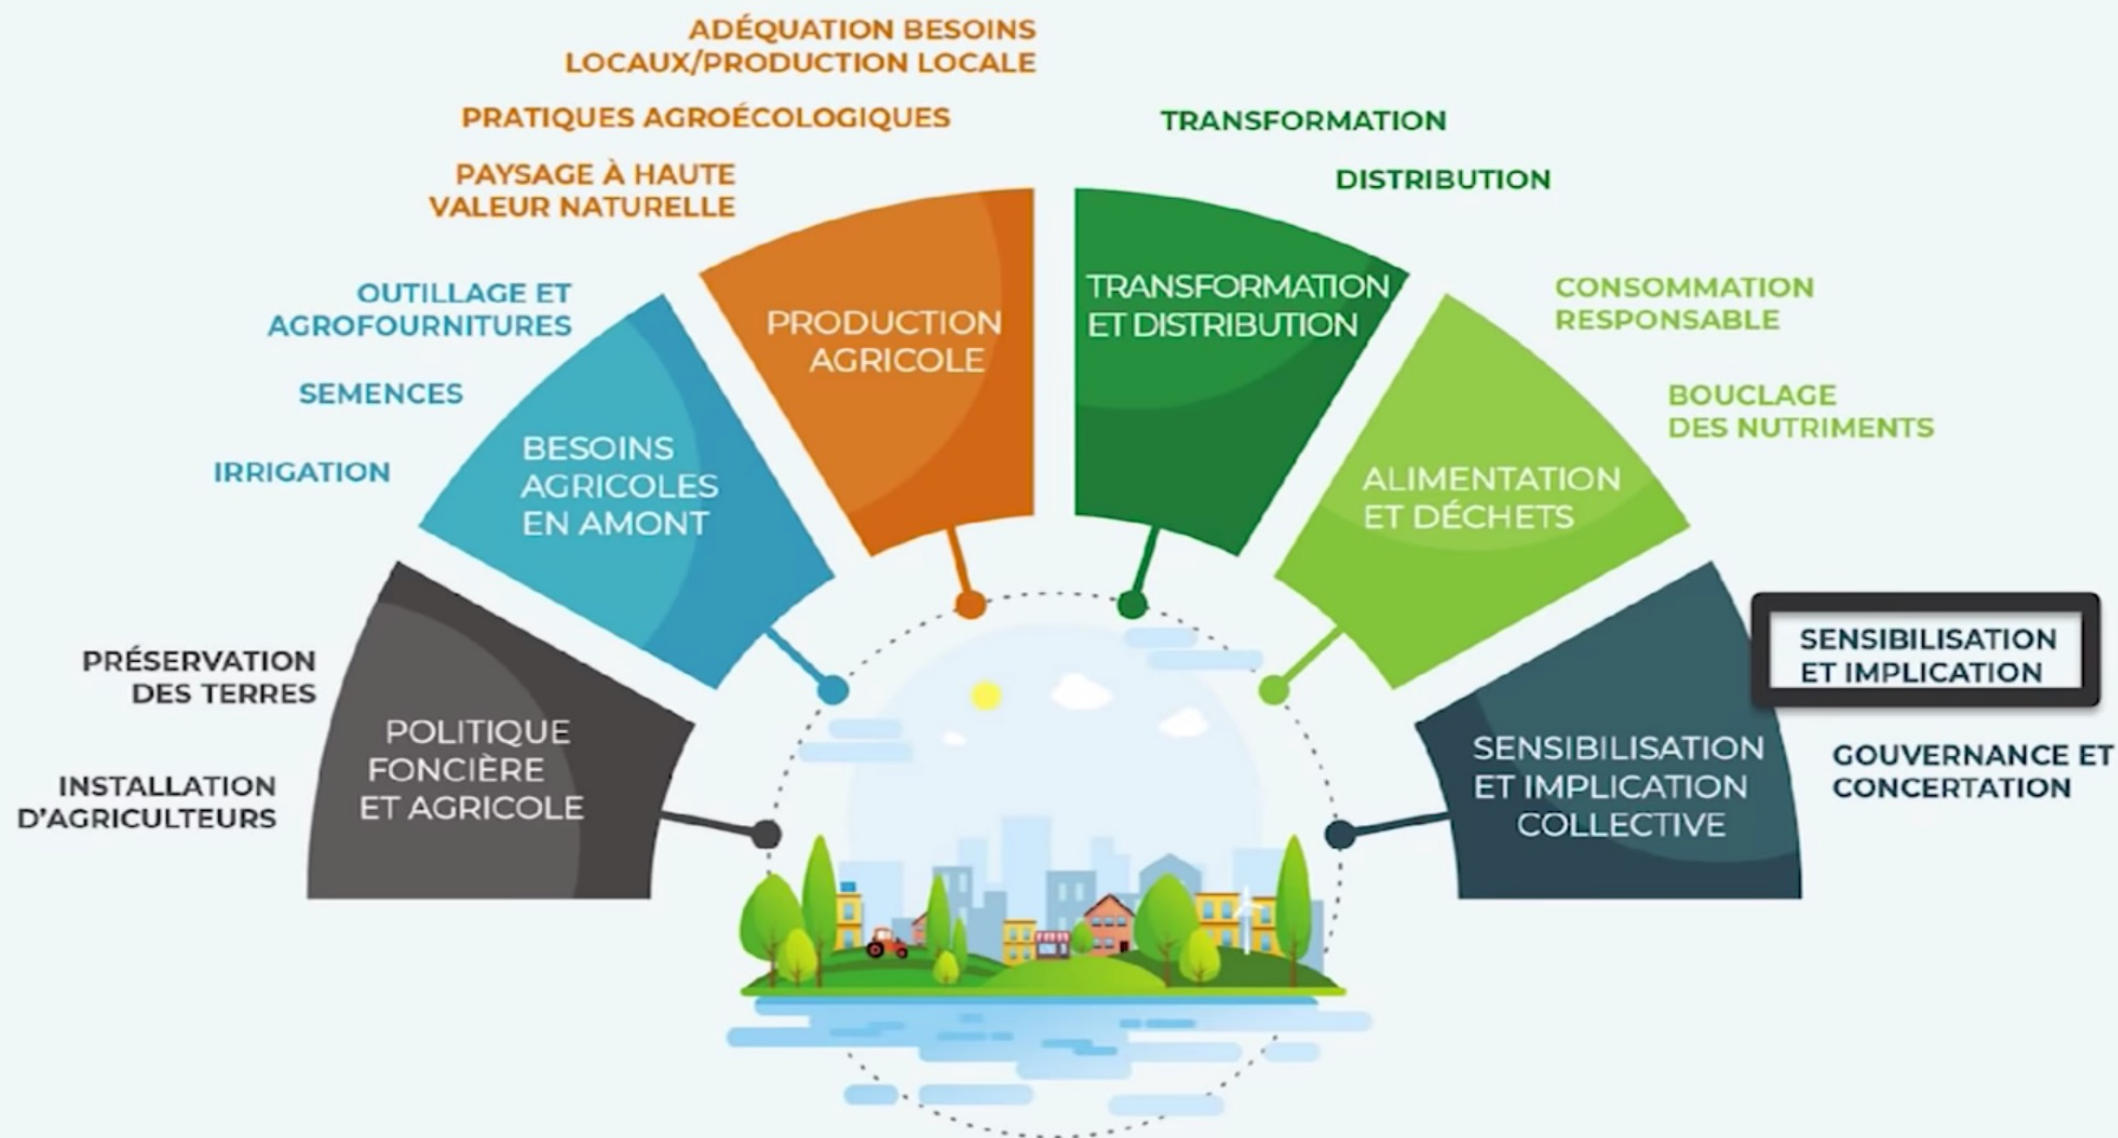 ADÉQUATION BESOINS
LOCAUX/PRODUCTION LOCALE
PRATIQUES AGROÉCOLOGIQUES
PAYSAGE À HAUTE
VALEUR NATURELLE
TRANSFORMATION
DISTRIBUTION
OUTILLAGE ET
AGROFOURNITURES
SEMENCES
IRRIGATION
PRODUCTION
AGRICOLE
TRANSFORMATION
ET DISTRIBUTION
CONSOMMATION
RESPONSABLE
BOUCLAGE
DES NUTRIMENTS
BESOINS
AGRICOLES
EN AMONT
ALIMENTATION
ET DÉCHETS
PRÉSERVATION
DES TERRES
INSTALLATION
D'AGRICULTEURS
POLITIQUE
FONCIÈRE
ET AGRICOLE
SENSIBILISATION
ET IMPLICATION
COLLECTIVE
SENSIBILISATION
ET IMPLICATION
GOUVERNANCE ET
CONCERTATION